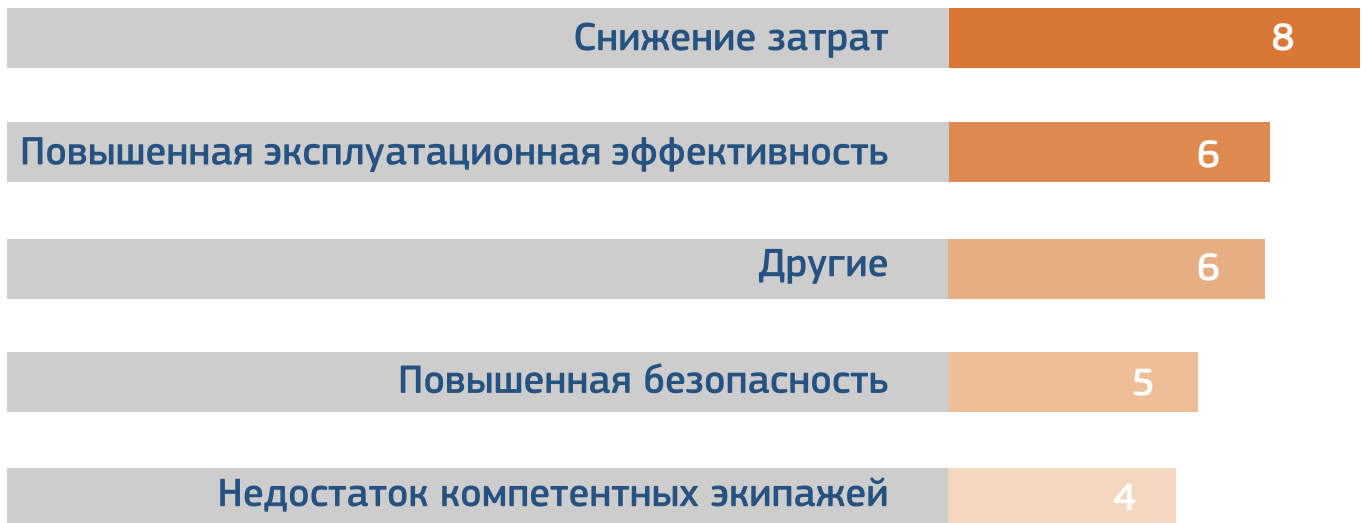 Снижение затрат 8
Повышенная эксплуатационная эффективность 6
Другие 6
Повышенная безопасность 5
Недостаток компетентных экипажей 4